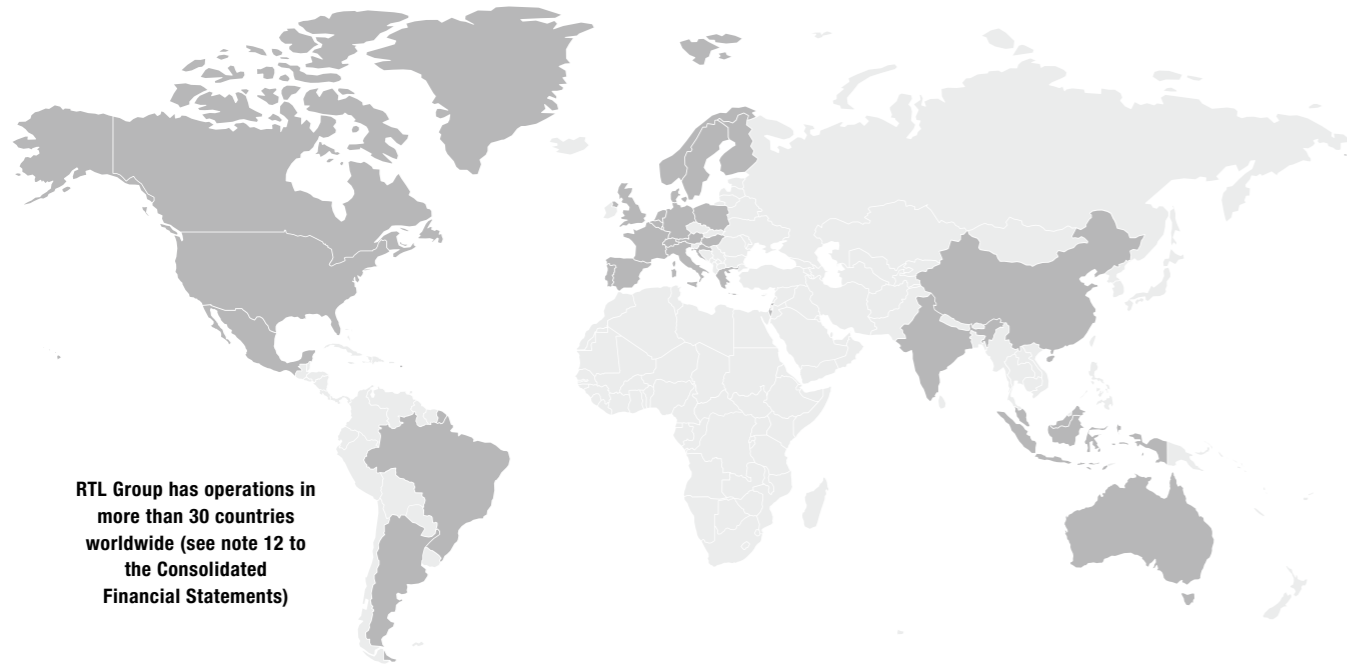 RTL Group has operations in
more than 30 countries
worldwide (see note 12 to
the Consolidated
Financial Statements)